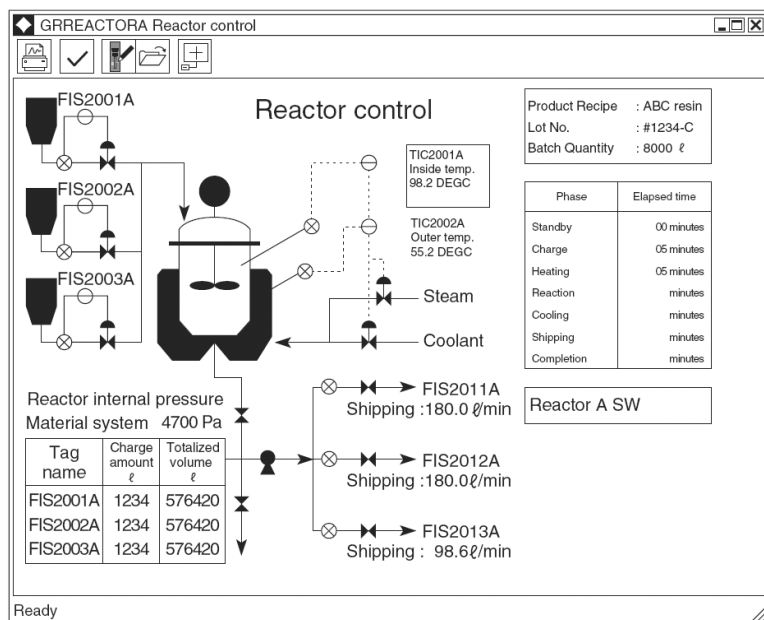 GRREACTORA Reactor control
FIS2001A
Reactor control
Product Recipe : ABC resin
Lot No. : #1234-C
Batch Quantity : 8000 ℓ
TIC2001A
Inside temp.
98.2 DEGC
FIS2002A
TIC2002A
Outer temp.
55.2 DEGC
Phase Elapsed time
Standby 00 minutes
Charge 05 minutes
Heating 05 minutes
Reaction minutes
Cooling minutes
Shipping minutes
Completion minutes
FIS2003A
Steam
Coolant
Reactor internal pressure
Material system 4700 Pa
FIS2011A
Shipping :180.0 ℓ/min
Reactor A SW
Tag name Charge amount ℓ Totalized volume ℓ
FIS2001A 1234 576420
FIS2002A 1234 576420
FIS2003A 1234 576420
FIS2012A
Shipping :180.0ℓ/min
FIS2013A
Shipping : 98.6ℓ/min
Ready